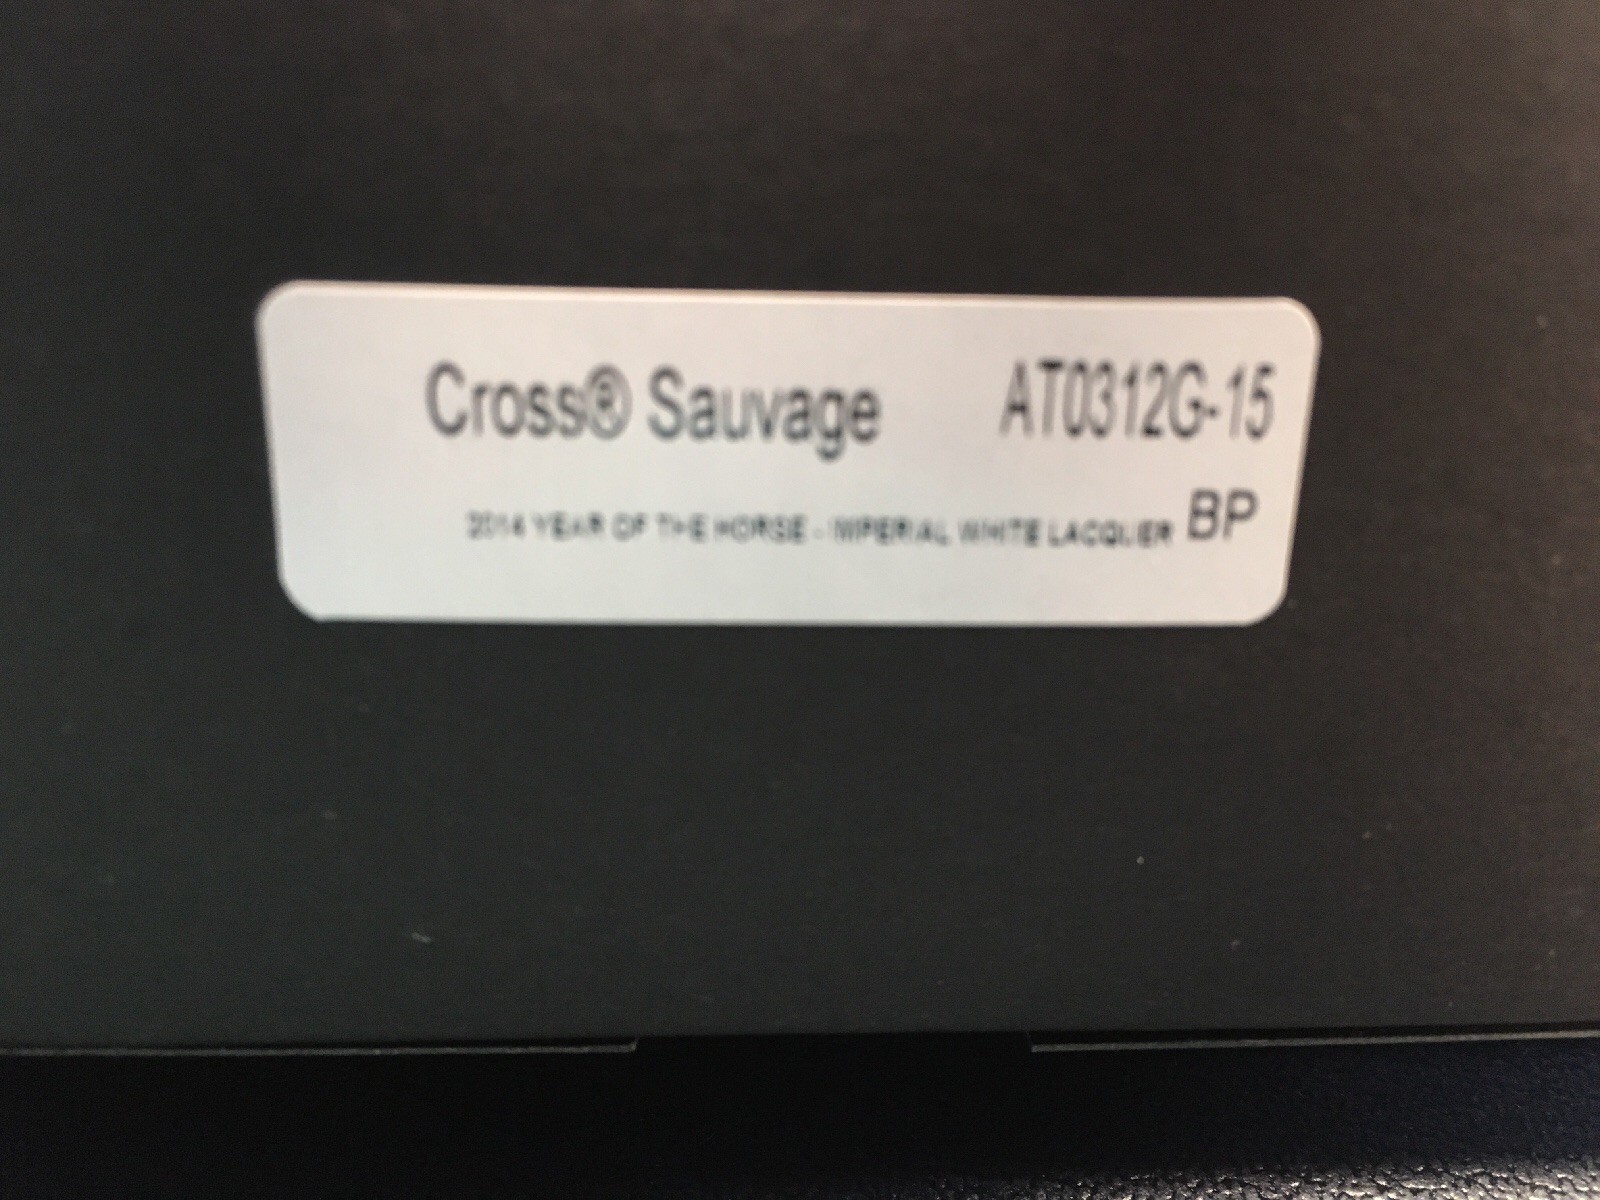 Cross® Sauvage AT0312G-15
2014 YEAR OF THE HORSE - IMPERIAL WHITE LACQUER BP